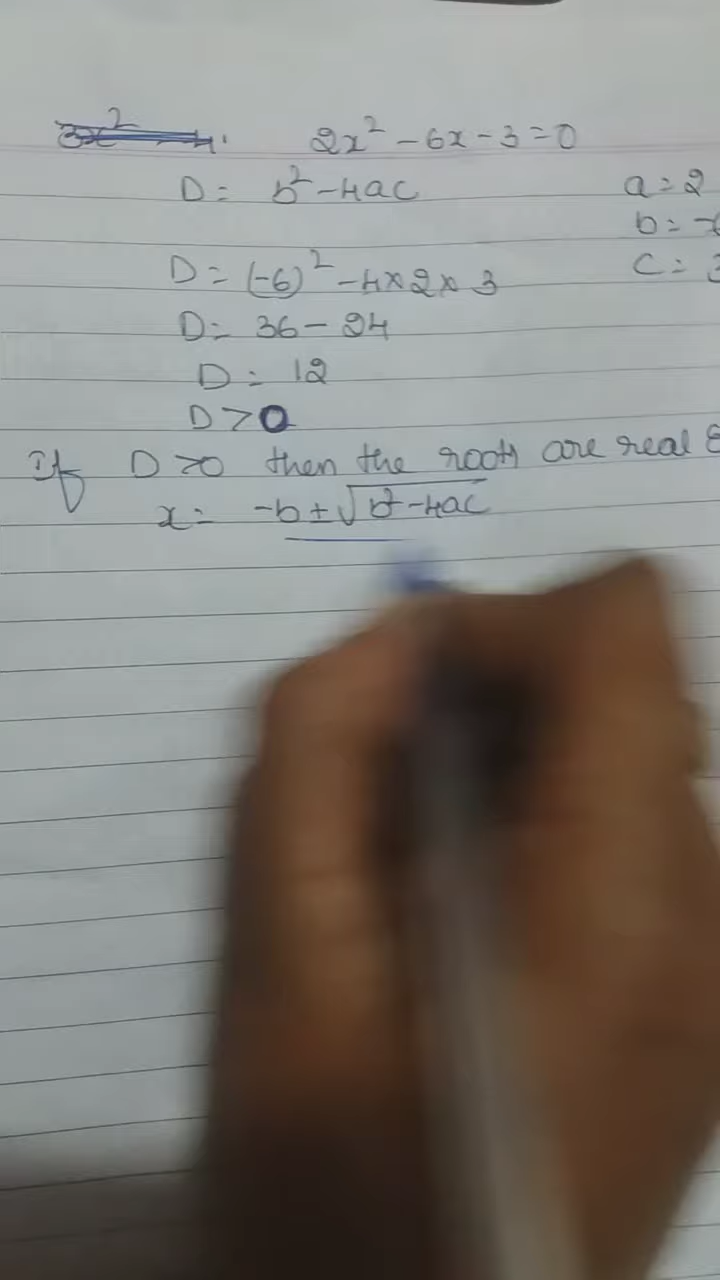 2x² - 6x - 3 = 0
D = b² - 4ac a = 2
b = -6
D = (-6)² - 4×2×3 c =
D = 36 - 24
D = 12
D > 0
If D > 0 then the roots are real &
x = -b ± √b² - 4ac